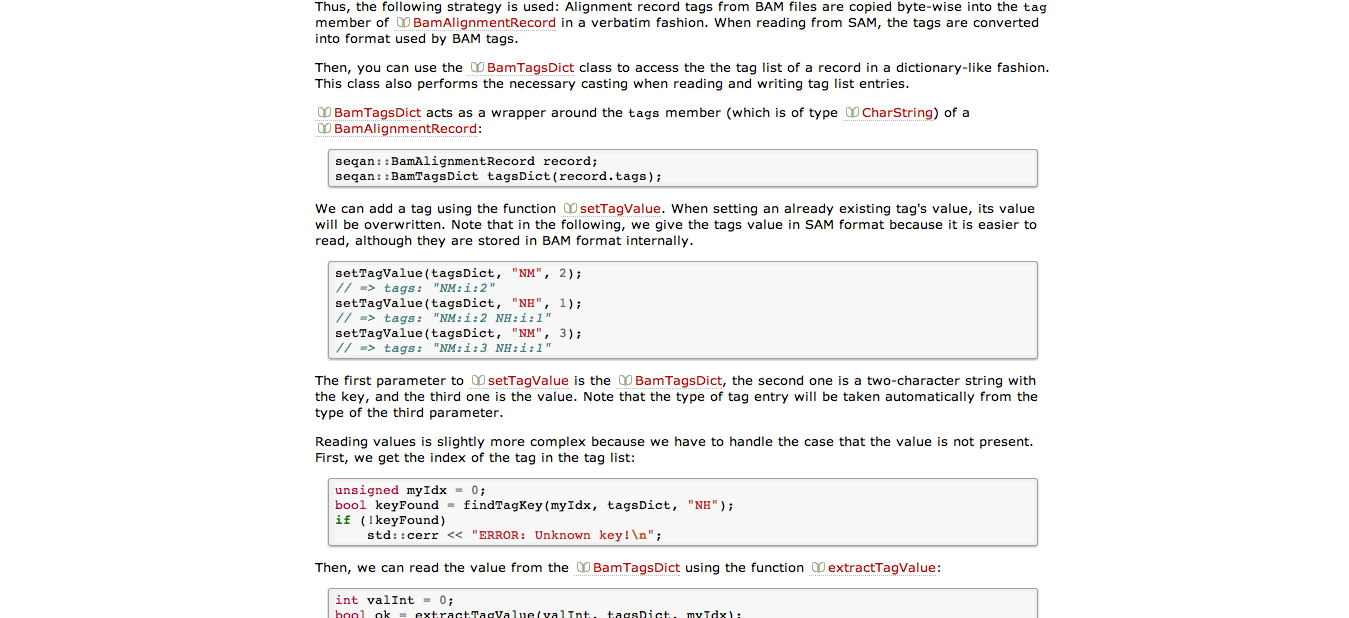 Thus, the following strategy is used: Alignment record tags from BAM files are copied byte-wise into the tag
member of BamAlignmentRecord in a verbatim fashion. When reading from SAM, the tags are converted
into format used by BAM tags.
Then, you can use the BamTagsDict class to access the the tag list of a record in a dictionary-like fashion.
This class also performs the necessary casting when reading and writing tag list entries.
BamTagsDict acts as a wrapper around the tags member (which is of type CharString) of a
BamAlignmentRecord:
seqan::BamAlignmentRecord record;
seqan::BamTagsDict tagsDict(record.tags);
We can add a tag using the function setTagValue. When setting an already existing tag's value, its value
will be overwritten. Note that in the following, we give the tags value in SAM format because it is easier to
read, although they are stored in BAM format internally.
setTagValue(tagsDict, "NM", 2);
// => tags: "NM:i:2"
setTagValue(tagsDict, "NH", 1);
// => tags: "NM:i:2 NH:i:1"
setTagValue(tagsDict, "NM", 3);
// => tags: "NM:i:3 NH:i:1"
The first parameter to setTagValue is the BamTagsDict, the second one is a two-character string with
the key, and the third one is the value. Note that the type of tag entry will be taken automatically from the
type of the third parameter.
Reading values is slightly more complex because we have to handle the case that the value is not present.
First, we get the index of the tag in the tag list:
unsigned myIdx = 0;
bool keyFound = findTagKey(myIdx, tagsDict, "NH");
if (!keyFound)
    std::cerr << "ERROR: Unknown key!\n";
Then, we can read the value from the BamTagsDict using the function extractTagValue:
int valInt = 0;
bool ok = extractTagValue(valInt, tagsDict, myIdx);